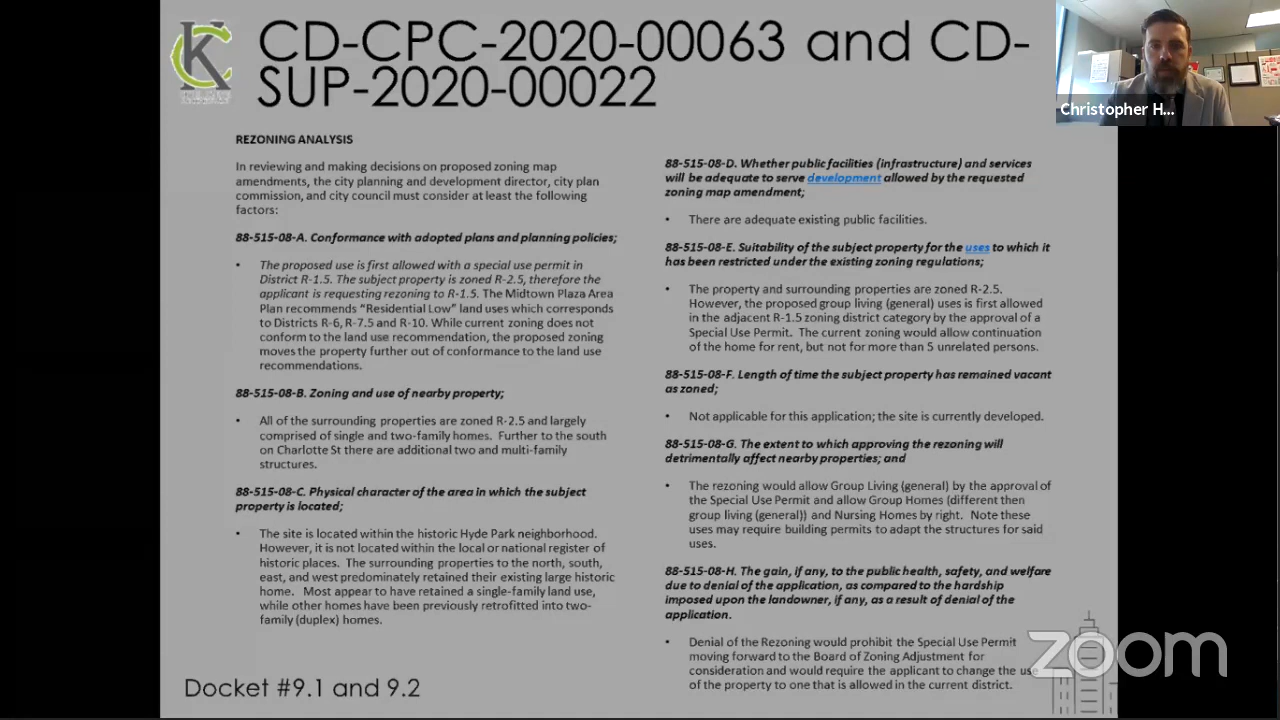 CD-CPC-2020-00063 and CD-
SUP-2020-00022
Christopher H...
REZONING ANALYSIS
In reviewing and making decisions on proposed zoning map
amendments, the city planning and development director, city plan
commission, and city council must consider at least the following
factors:
88-515-08-A. Conformance with adopted plans and planning policies;
• The proposed use is first allowed with a special use permit in
District R-1.5. The subject property is zoned R-2.5, therefore the
applicant is requesting rezoning to R-1.5. The Midtown Plaza Area
Plan recommends “Residential Low” land uses which corresponds
to Districts R-6, R-7.5 and R-10. While current zoning does not
conform to the land use recommendation, the proposed zoning
moves the property further out of conformance to the land use
recommendations.
88-515-08-B. Zoning and use of nearby property;
• All of the surrounding properties are zoned R-2.5 and largely
comprised of single and two-family homes. Further to the south
on Charlotte St there are additional two and multi-family
structures.
88-515-08-C. Physical character of the area in which the subject
property is located;
• The site is located within the historic Hyde Park neighborhood.
However, it is not located within the local or national register of
historic places. The surrounding properties to the north, south,
east, and west predominately retained their existing large historic
home. Most appear to have retained a single-family land use,
while other homes have been previously retrofitted into two-
family (duplex) homes.
88-515-08-D. Whether public facilities (infrastructure) and services
will be adequate to serve development allowed by the requested
zoning map amendment;
• There are adequate existing public facilities.
88-515-08-E. Suitability of the subject property for the uses to which it
has been restricted under the existing zoning regulations;
• The property and surrounding properties are zoned R-2.5.
However, the proposed group living (general) uses is first allowed
in the adjacent R-1.5 zoning district category by the approval of a
Special Use Permit. The current zoning would allow continuation
of the home for rent, but not for more than 5 unrelated persons.
88-515-08-F. Length of time the subject property has remained vacant
as zoned;
• Not applicable for this application; the site is currently developed.
88-515-08-G. The extent to which approving the rezoning will
detrimentally affect nearby properties; and
• The rezoning would allow Group Living (general) by the approval of
the Special Use Permit and allow Group Homes (different then
group living (general)) and Nursing Homes by right. Note these
uses may require building permits to adapt the structures for said
uses.
88-515-08-H. The gain, if any, to the public health, safety, and welfare
due to denial of the application, as compared to the hardship
imposed upon the landowner, if any, as a result of denial of the
application.
• Denial of the Rezoning would prohibit the Special Use Permit
moving forward to the Board of Zoning Adjustment for
consideration and would require the applicant to change the use
of the property to one that is allowed in the current district.
Docket #9.1 and 9.2
zoom